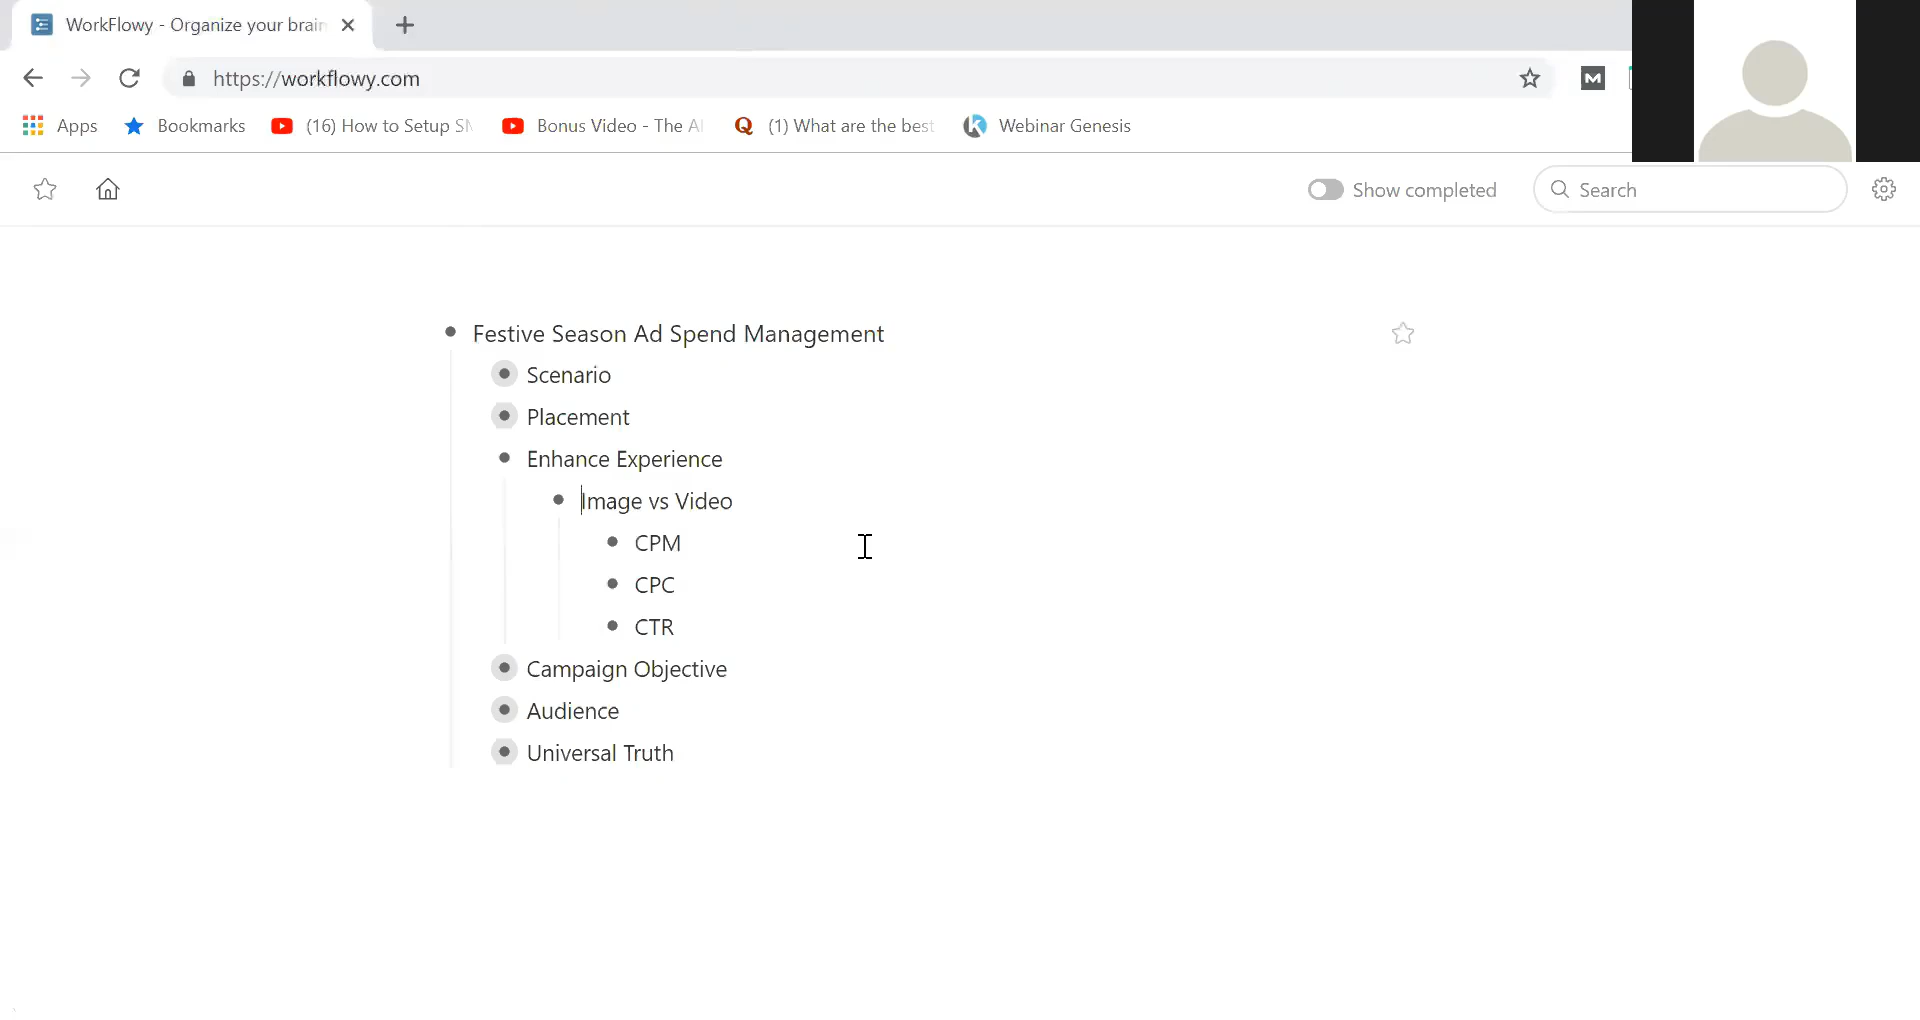 WorkFlowy - Organize your brain
https://workflowy.com
Apps Bookmarks (16) How to Setup SM Bonus Video - The A (1) What are the best Webinar Genesis
Show completed Search
Festive Season Ad Spend Management
Scenario
Placement
Enhance Experience
Image vs Video
CPM
CPC
CTR
Campaign Objective
Audience
Universal Truth